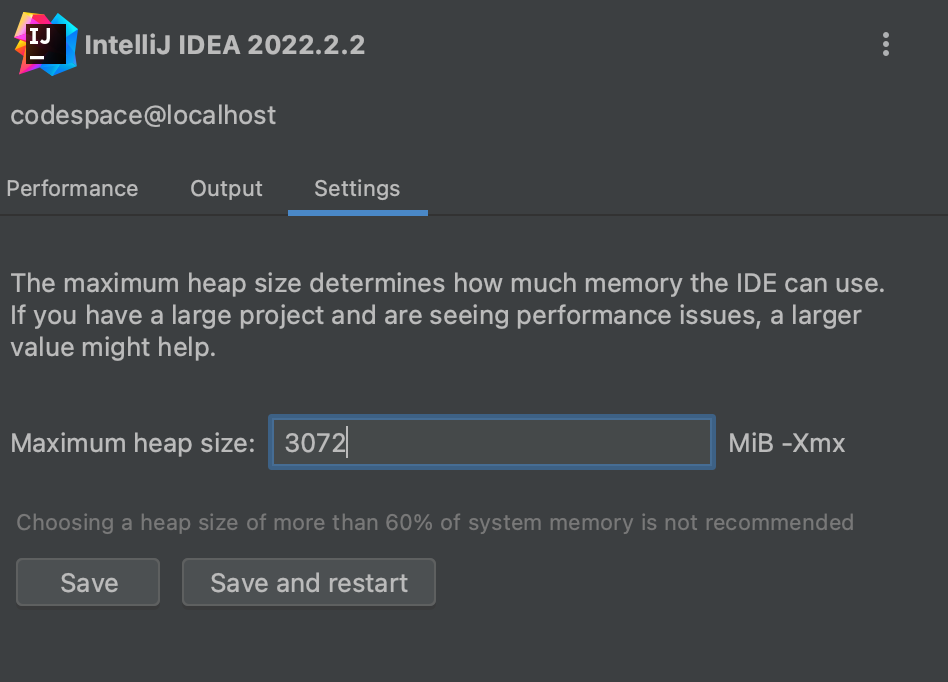 IJ
IntelliJ IDEA 2022.2.2
codespace@localhost
Performance Output Settings
The maximum heap size determines how much memory the IDE can use.
If you have a large project and are seeing performance issues, a larger
value might help.
Maximum heap size: 3072 MiB -Xmx
Choosing a heap size of more than 60% of system memory is not recommended
Save Save and restart